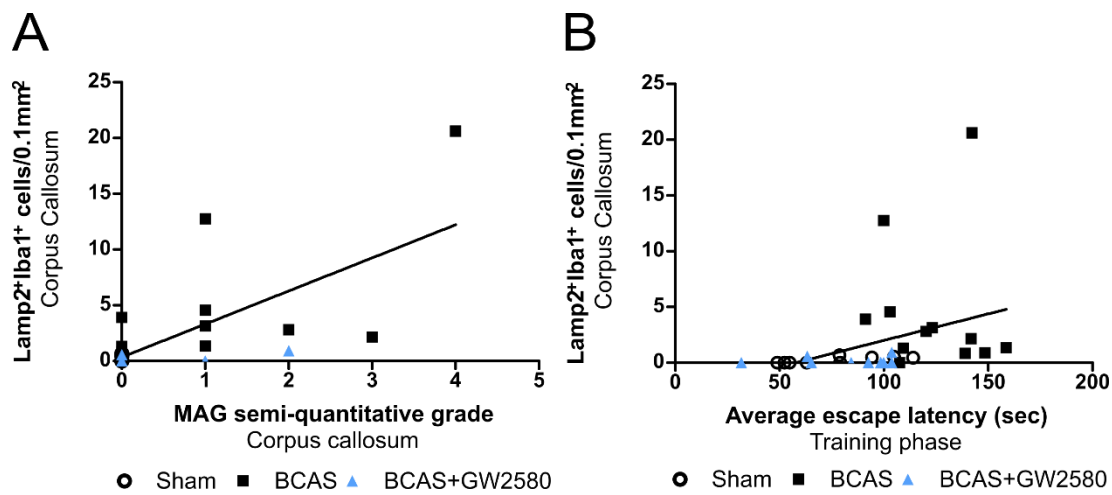 A
Lamp2⁺Iba1⁺ cells/0.1mm²
Corpus Callosum
25
20
15
10
5
0
0 1 2 3 4 5
MAG semi-quantitative grade
Corpus callosum
Sham BCAS BCAS+GW2580
B
Lamp2⁺Iba1⁺ cells/0.1mm²
Corpus Callosum
25
20
15
10
5
0
0 50 100 150 200
Average escape latency (sec)
Training phase
Sham BCAS BCAS+GW2580